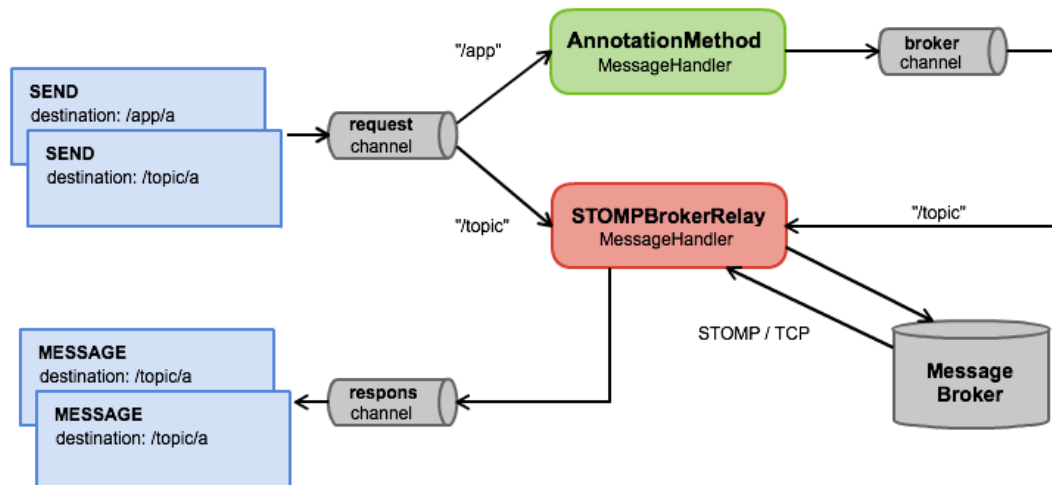 "/app"
AnnotationMethod
MessageHandler
broker
channel
SEND
destination: /app/a
SEND
destination: /topic/a
request
channel
"/topic"
STOMPBrokerRelay
MessageHandler
"/topic"
STOMP / TCP
Message
Broker
MESSAGE
destination: /topic/a
MESSAGE
destination: /topic/a
respons
channel